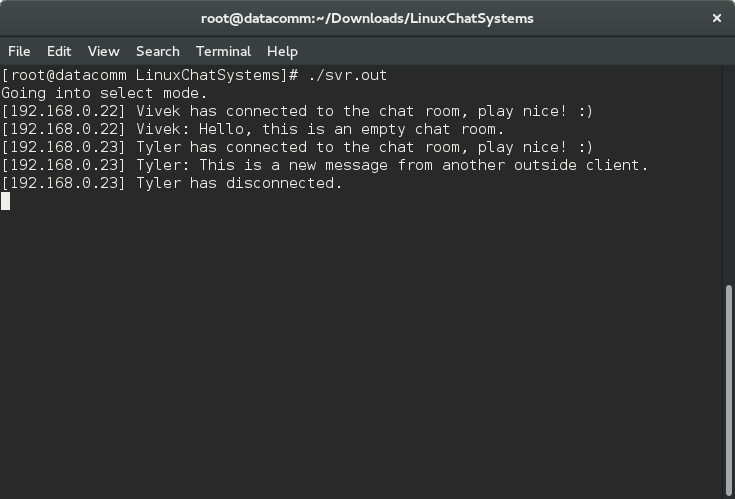 root@datacomm:~/Downloads/LinuxChatSystems
File Edit View Search Terminal Help
[root@datacomm LinuxChatSystems]# ./svr.out
Going into select mode.
[192.168.0.22] Vivek has connected to the chat room, play nice! :)
[192.168.0.22] Vivek: Hello, this is an empty chat room.
[192.168.0.23] Tyler has connected to the chat room, play nice! :)
[192.168.0.23] Tyler: This is a new message from another outside client.
[192.168.0.23] Tyler has disconnected.